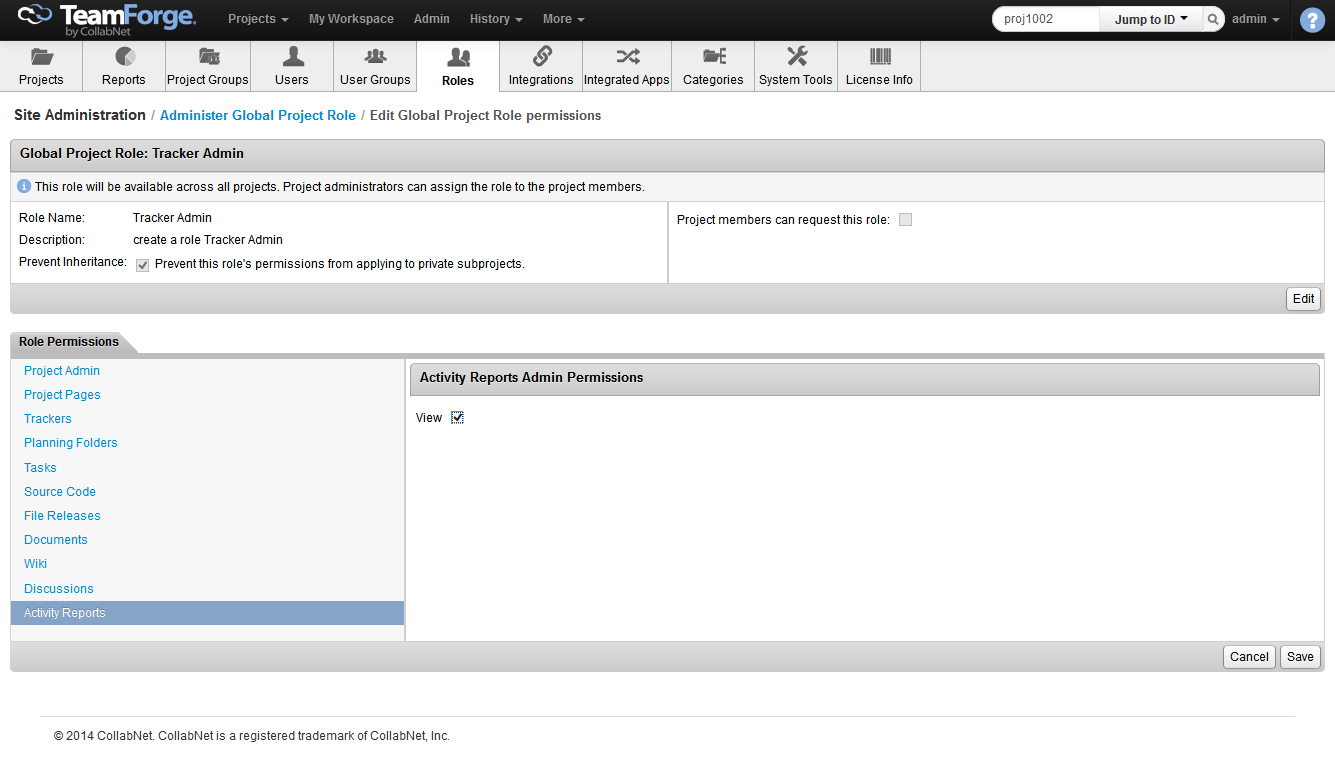 TeamForge.
by CollabNet
Projects My Workspace Admin History More proj1002 Jump to ID admin ?
Projects Reports Project Groups Users User Groups Roles Integrations Integrated Apps Categories System Tools License Info
Site Administration / Administer Global Project Role / Edit Global Project Role permissions
Global Project Role: Tracker Admin
i This role will be available across all projects. Project administrators can assign the role to the project members.
Role Name: Tracker Admin
Project members can request this role:
Description: create a role Tracker Admin
Prevent Inheritance: Prevent this role's permissions from applying to private subprojects.
Edit
Role Permissions
Project Admin
Project Pages
Trackers
Planning Folders
Tasks
Source Code
File Releases
Documents
Wiki
Discussions
Activity Reports
Activity Reports Admin Permissions
View
Cancel Save
© 2014 CollabNet. CollabNet is a registered trademark of CollabNet, Inc.